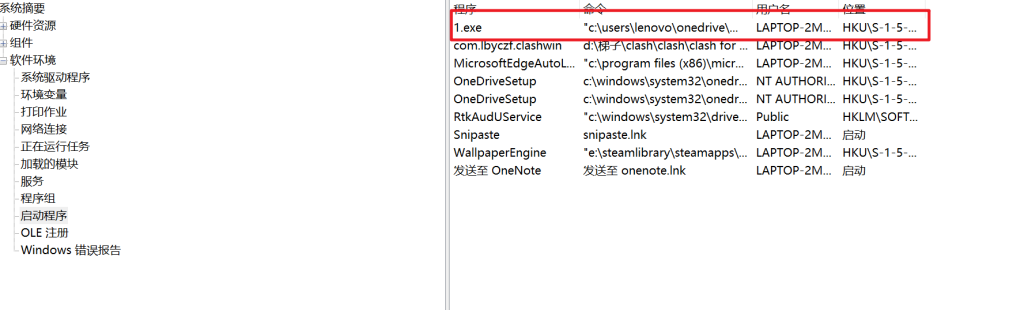 系统摘要
硬件资源
组件
软件环境
系统驱动程序
环境变量
打印作业
网络连接
正在运行任务
加载的模块
服务
程序组
启动程序
OLE 注册
Windows 错误报告
程序 命令 用户名 位置
1.exe "c:\users\lenovo\onedrive\... LAPTOP-2M... HKU\S-1-5-...
com.lbyczf.clashwin d:\梯子\clash\clash\clash for ... LAPTOP-2M... HKU\S-1-5-...
MicrosoftEdgeAutoL... "c:\program files (x86)\micr... LAPTOP-2M... HKU\S-1-5-...
OneDriveSetup c:\windows\system32\onedr... NT AUTHORI... HKU\S-1-5-...
OneDriveSetup c:\windows\system32\onedr... NT AUTHORI... HKU\S-1-5-...
RtkAudUService "c:\windows\system32\drive... Public HKLM\SOFT...
Snipaste snipaste.lnk LAPTOP-2M... 启动
WallpaperEngine "e:\steamlibrary\steamapps\... LAPTOP-2M... HKU\S-1-5-...
发送至 OneNote 发送至 onenote.lnk LAPTOP-2M... 启动